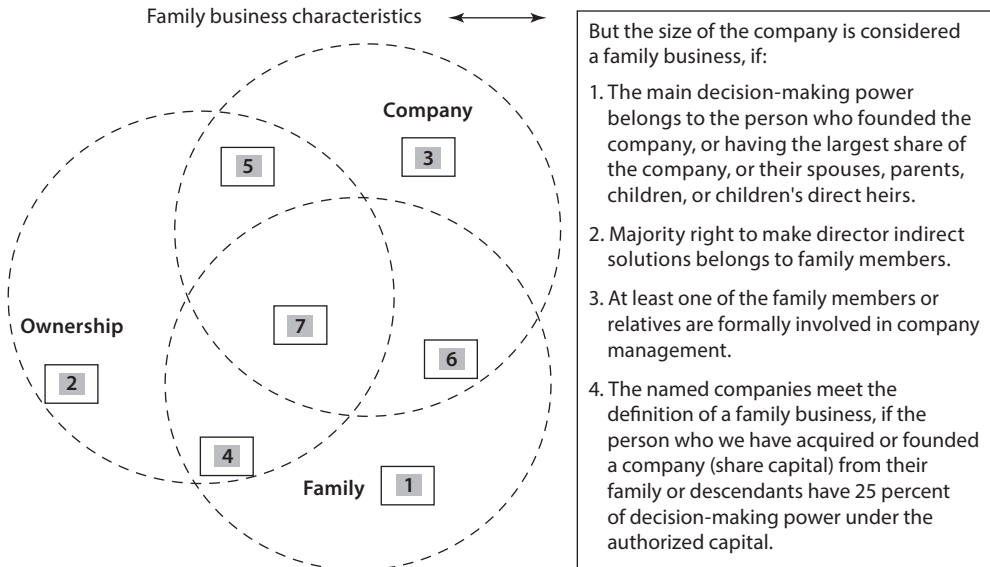 Family business characteristics
Company
3
5
Ownership
7
6
2
4
Family
1
But the size of the company is considered
a family business, if:
1. The main decision-making power
belongs to the person who founded the
company, or having the largest share of
the company, or their spouses, parents,
children, or children's direct heirs.
2. Majority right to make director indirect
solutions belongs to family members.
3. At least one of the family members or
relatives are formally involved in company
management.
4. The named companies meet the
definition of a family business, if the
person who we have acquired or founded
a company (share capital) from their
family or descendants have 25 percent
of decision-making power under the
authorized capital.